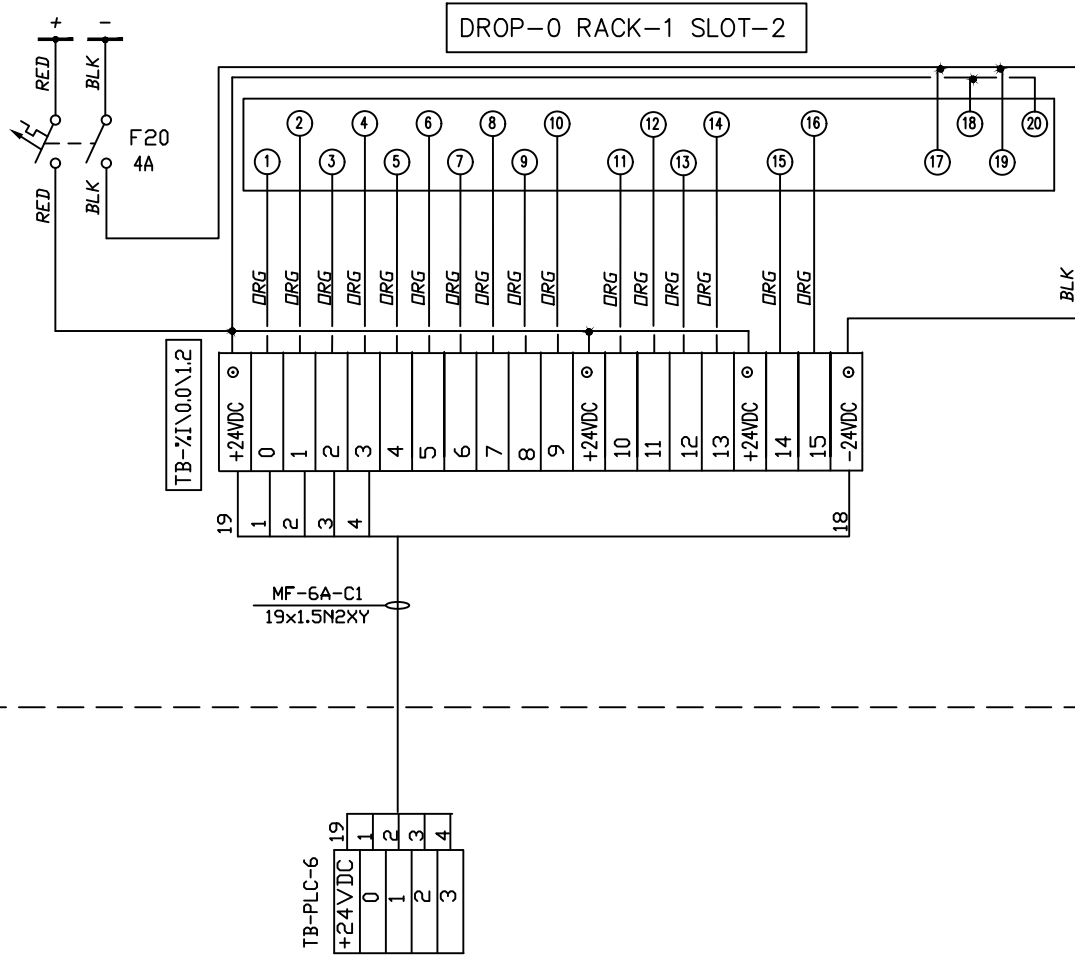 + -
DROP-0 RACK-1 SLOT-2
RED BLK
F20
4A
2 4 6 8 10 12 14 16 18 20
1 3 5 7 9 11 13 15 17 19
RED BLK
ORG ORG ORG ORG ORG ORG ORG ORG ORG ORG ORG ORG ORG ORG ORG ORG
BLK
TB-%I\0.0\1.2
+24VDC 0 1 2 3 4 5 6 7 8 9 +24VDC 10 11 12 13 +24VDC 14 15 -24VDC
19 1 2 3 4 18
MF-6A-C1
19x1.5N2XY
19 1 2 3 4
TB-PLC-6
+24VDC 0 1 2 3